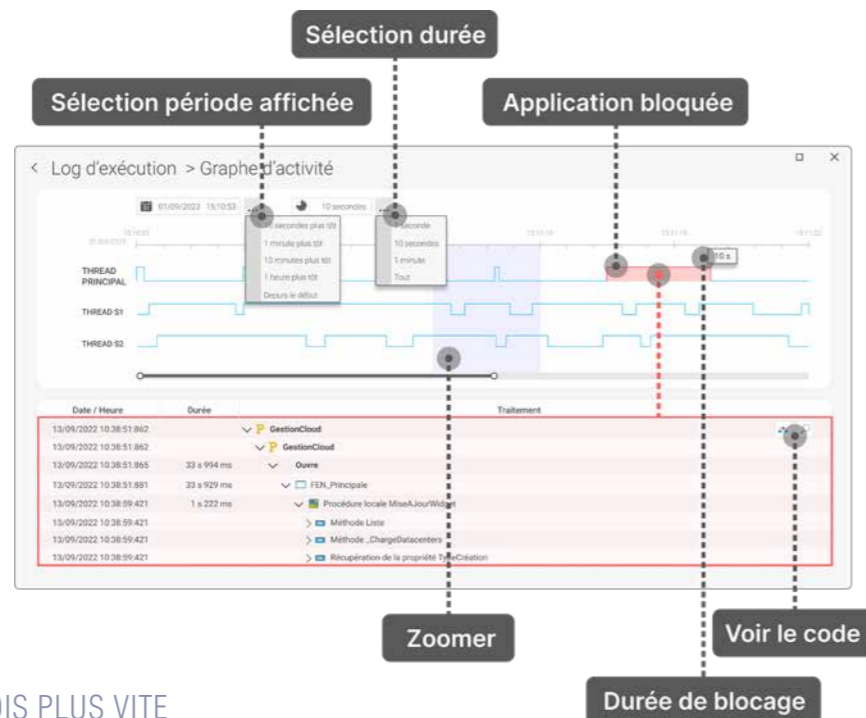 Sélection durée
Sélection période affichée
Application bloquée
< Log d'exécution > Graphe d'activité
01/09/2023 15:10:53
10 secondes
10 secondes plus tôt
1 minute plus tôt
10 minutes plus tôt
1 heure plus tôt
Depuis le début
seconde
10 secondes
1 minute
Tout
10 s
THREAD
PRINCIPAL
THREAD S1
THREAD S2
Date / Heure Durée Traitement
13/09/2022 10:38:51:862 GestionCloud
13/09/2022 10:38:51:862 GestionCloud
13/09/2022 10:38:51:865 33 s 994 ms Ouvre
13/09/2022 10:38:51:881 33 s 929 ms FEN_Principale
13/09/2022 10:38:59:421 1 s 222 ms Procédure locale MiseAJourWidget
13/09/2022 10:38:59:421 Méthode Liste
13/09/2022 10:38:59:421 Méthode _ChargeDatacenters
13/09/2022 10:38:59:421 Récupération de la propriété TypeCréation
Zoomer
Voir le code
Durée de blocage
OIS PLUS VITE